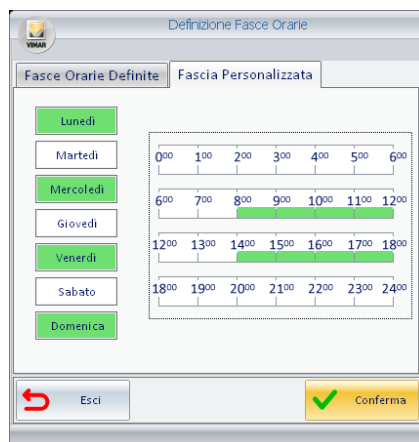 Definizione Fasce Orarie
VIMAR
Fasce Orarie Definite Fascia Personalizzata
Lunedì
Martedì
Mercoledì
Giovedì
Venerdì
Sabato
Domenica
0⁰⁰ 1⁰⁰ 2⁰⁰ 3⁰⁰ 4⁰⁰ 5⁰⁰ 6⁰⁰
6⁰⁰ 7⁰⁰ 8⁰⁰ 9⁰⁰ 10⁰⁰ 11⁰⁰ 12⁰⁰
12⁰⁰ 13⁰⁰ 14⁰⁰ 15⁰⁰ 16⁰⁰ 17⁰⁰ 18⁰⁰
18⁰⁰ 19⁰⁰ 20⁰⁰ 21⁰⁰ 22⁰⁰ 23⁰⁰ 24⁰⁰
Esci Conferma